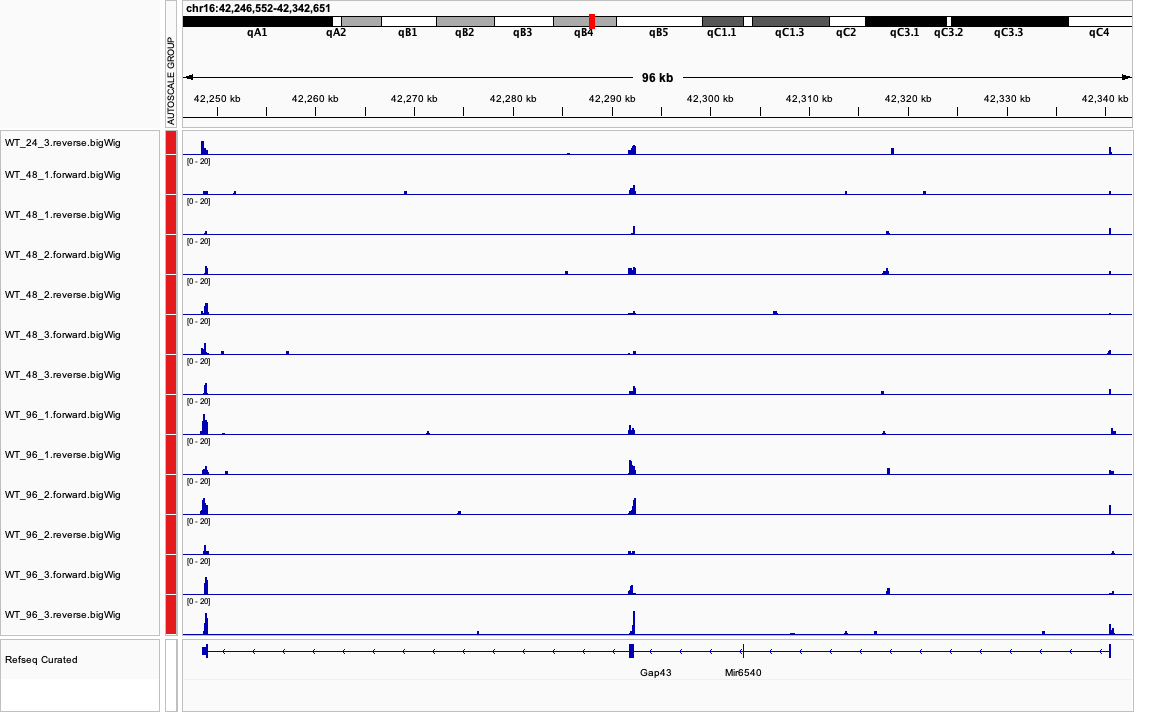 chr16:42,246,552-42,342,651
AUTOSCALE GROUP
qA1 qA2 qB1 qB2 qB3 qB4 qB5 qC1.1 qC1.3 qC2 qC3.1 qC3.2 qC3.3 qC4
96 kb
42,250 kb 42,260 kb 42,270 kb 42,280 kb 42,290 kb 42,300 kb 42,310 kb 42,320 kb 42,330 kb 42,340 kb
WT_24_3.reverse.bigWig
[0 - 20]
WT_48_1.forward.bigWig
[0 - 20]
WT_48_1.reverse.bigWig
[0 - 20]
WT_48_2.forward.bigWig
[0 - 20]
WT_48_2.reverse.bigWig
[0 - 20]
WT_48_3.forward.bigWig
[0 - 20]
WT_48_3.reverse.bigWig
[0 - 20]
WT_96_1.forward.bigWig
[0 - 20]
WT_96_1.reverse.bigWig
[0 - 20]
WT_96_2.forward.bigWig
[0 - 20]
WT_96_2.reverse.bigWig
[0 - 20]
WT_96_3.forward.bigWig
[0 - 20]
WT_96_3.reverse.bigWig
Refseq Curated
Gap43 Mir6540